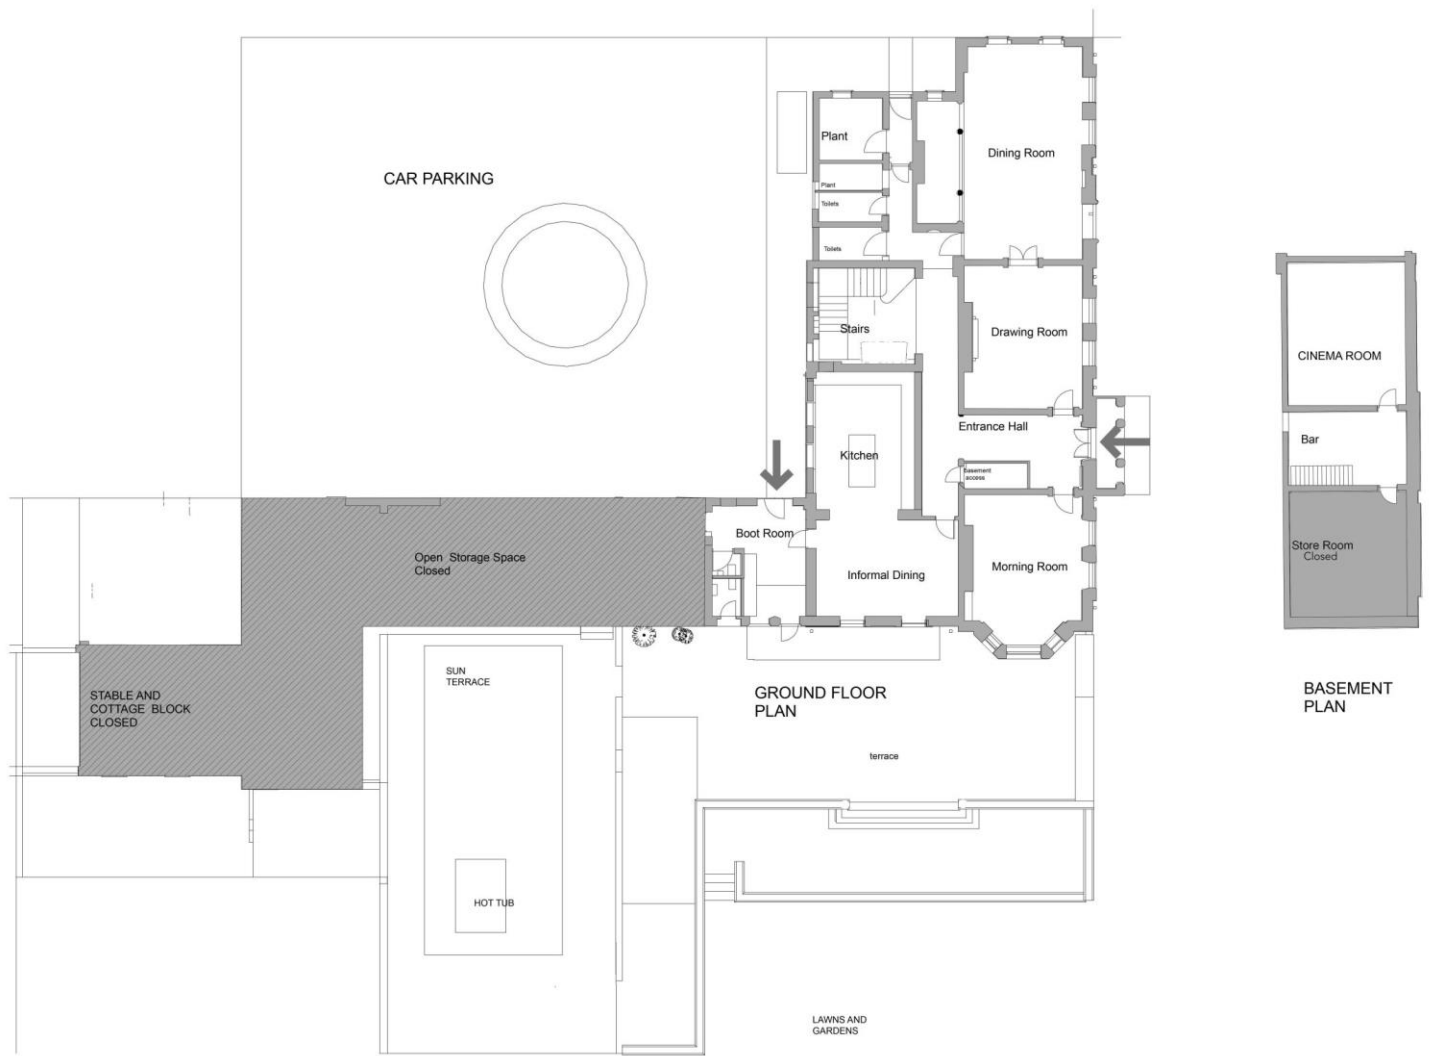 CAR PARKING
Plant
Plant
Toilets
Toilets
Dining Room
Stairs
Drawing Room
Entrance Hall
Kitchen
Basement
access
Boot Room
Informal Dining
Morning Room
Open Storage Space
Closed
STABLE AND
COTTAGE BLOCK
CLOSED
SUN
TERRACE
HOT TUB
GROUND FLOOR
PLAN
terrace
LAWNS AND
GARDENS
CINEMA ROOM
Bar
Store Room
Closed
BASEMENT
PLAN